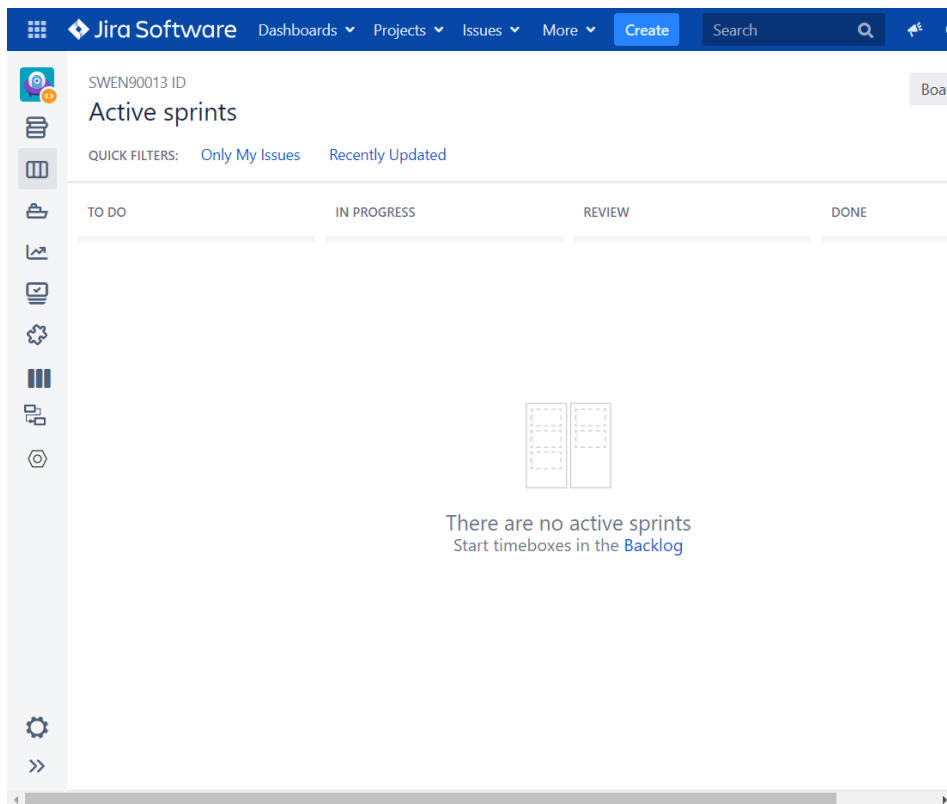 Jira Software Dashboards Projects Issues More Create Search
SWEN90013 ID
Active sprints
Boa
QUICK FILTERS: Only My Issues Recently Updated
TO DO IN PROGRESS REVIEW DONE
There are no active sprints
Start timeboxes in the Backlog